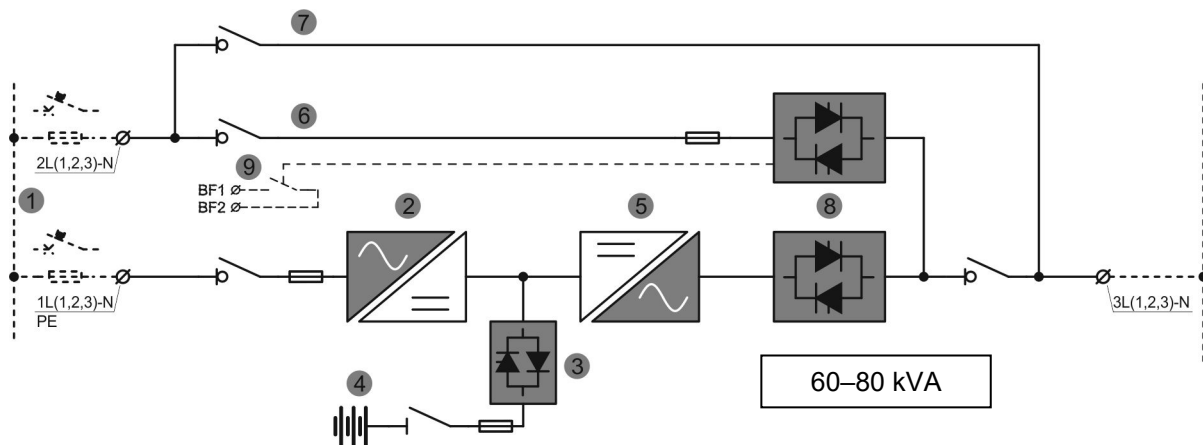 7
6
2L(1,2,3)-N
9
1
BF1
BF2
2
5
8
1L(1,2,3)-N
PE
3L(1,2,3)-N
3
4
60–80 kVA